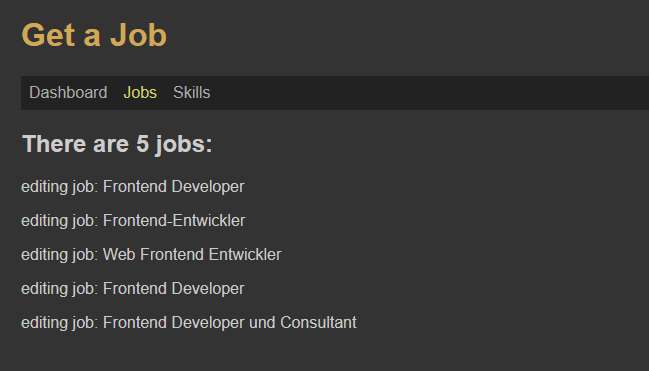 Get a Job
Dashboard Jobs Skills
There are 5 jobs:
editing job: Frontend Developer
editing job: Frontend-Entwickler
editing job: Web Frontend Entwickler
editing job: Frontend Developer
editing job: Frontend Developer und Consultant